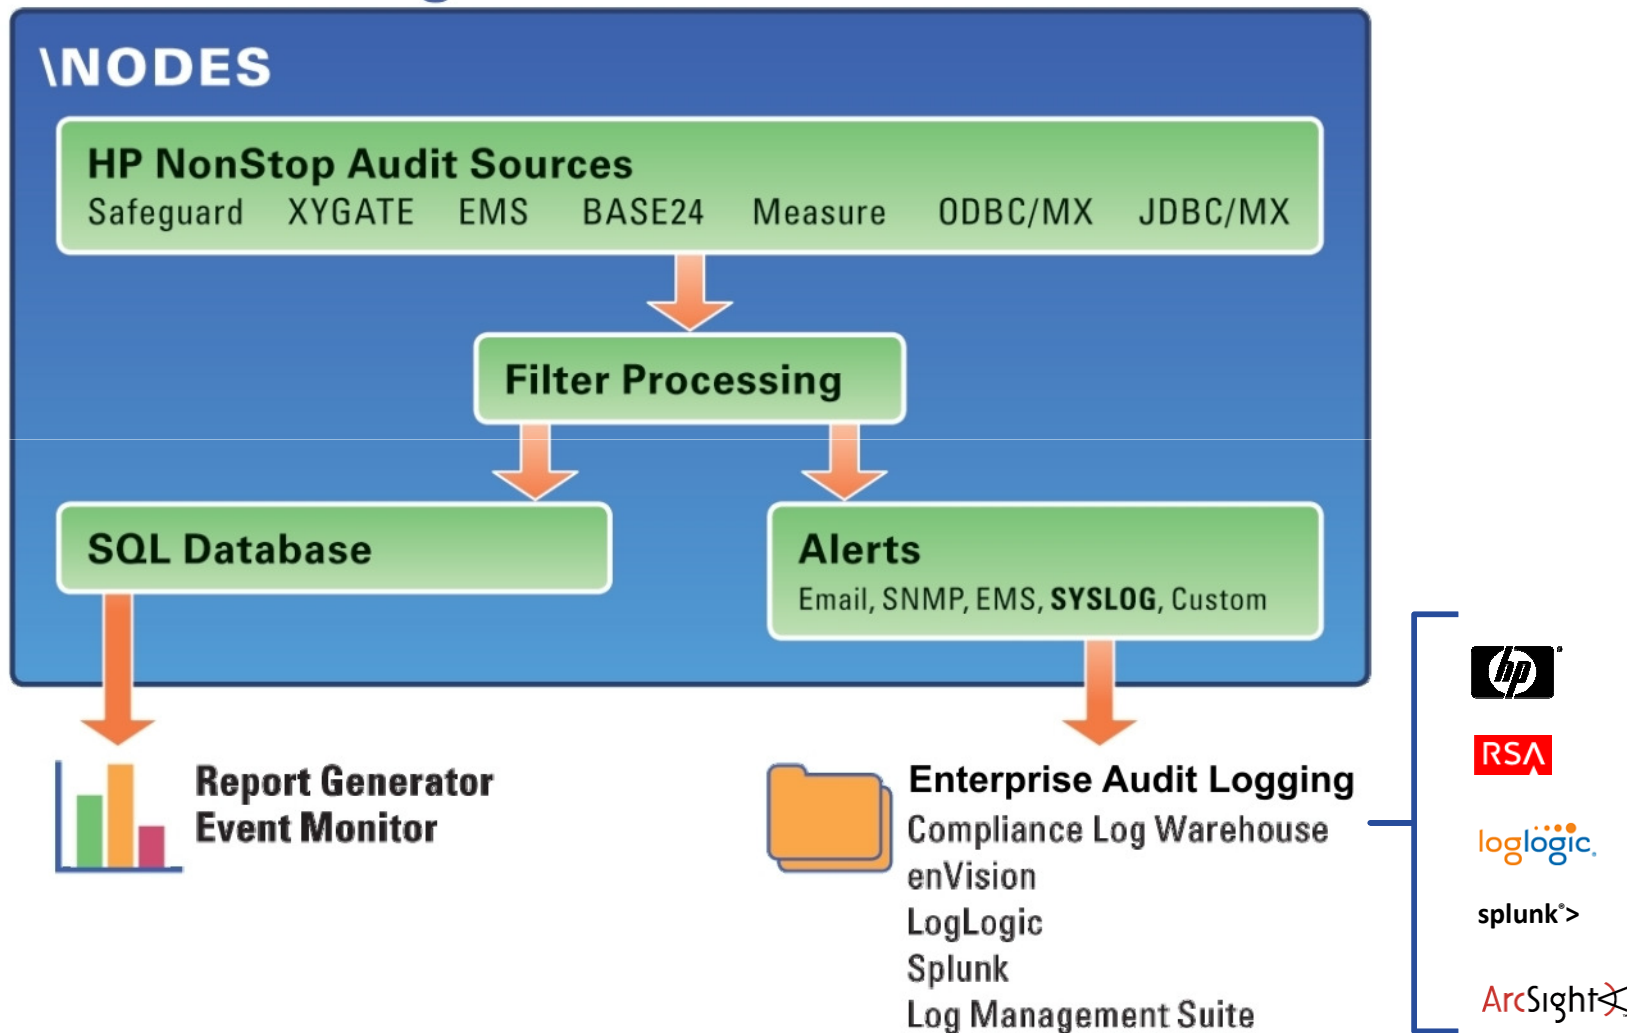 \NODES
HP NonStop Audit Sources
Safeguard XYGATE EMS BASE24 Measure ODBC/MX JDBC/MX
Filter Processing
SQL Database
Alerts
Email, SNMP, EMS, SYSLOG, Custom
Report Generator
Event Monitor
Enterprise Audit Logging
Compliance Log Warehouse
enVision
LogLogic
Splunk
Log Management Suite
hp
RSA
loglogic
splunk>
ArcSight